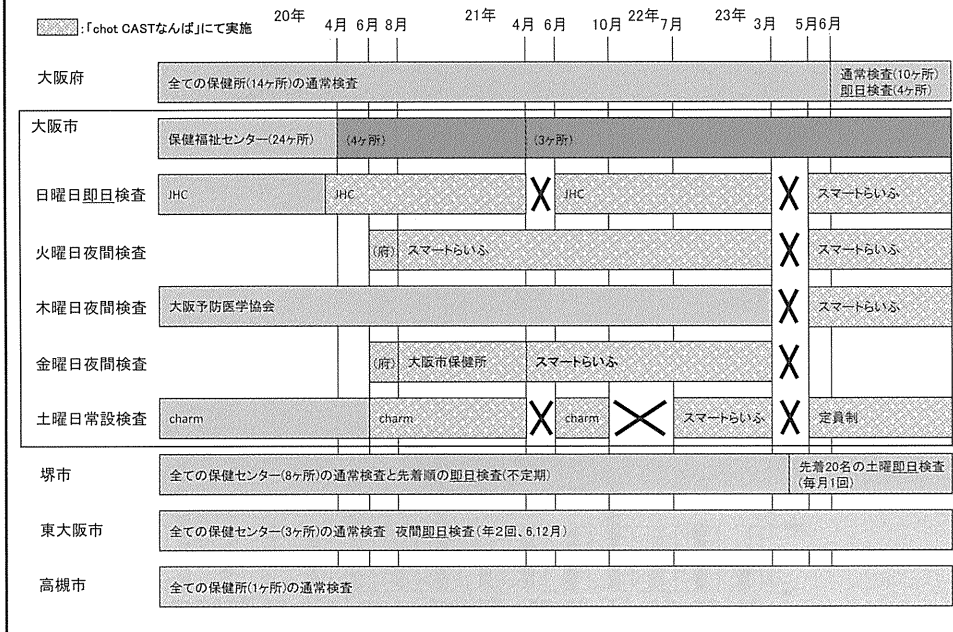 20年 21年 22年 23年
4月 6月 8月 4月 6月 10月 7月 3月 5月 6月
:「chot CASTなんば」にて実施
大阪府
全ての保健所(14ヶ所)の通常検査
通常検査(10ヶ所)
即日検査(4ヶ所)
大阪市
保健福祉センター(24ヶ所)
(4ヶ所)
(3ヶ所)
日曜日即日検査
JHC
JHC
JHC
スマートらいふ
火曜日夜間検査
(府)
スマートらいふ
スマートらいふ
木曜日夜間検査
大阪予防医学協会
スマートらいふ
金曜日夜間検査
(府)
大阪市保健所
スマートらいふ
土曜日常設検査
charm
charm
charm
スマートらいふ
定員制
堺市
全ての保健センター(8ヶ所)の通常検査と先着順の即日検査(不定期)
先着20名の土曜即日検査
(毎月1回)
東大阪市
全ての保健センター(3ヶ所)の通常検査 夜間即日検査(年2回、6,12月)
高槻市
全ての保健所(1ヶ所)の通常検査